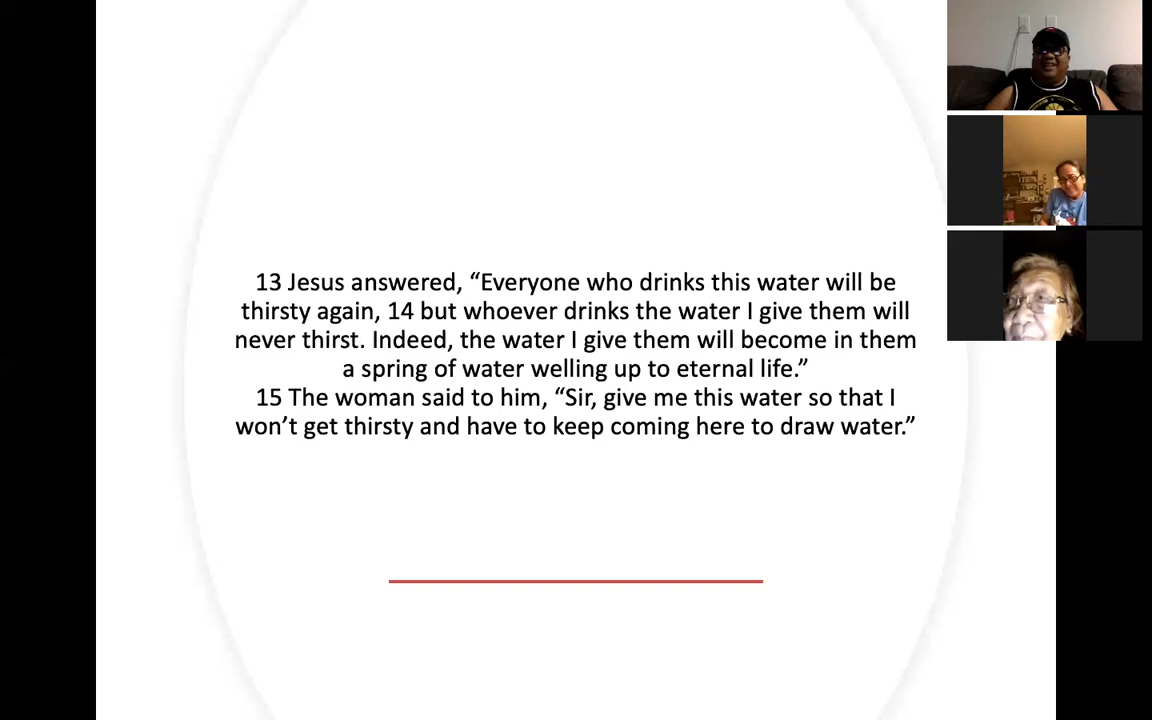 13 Jesus answered, “Everyone who drinks this water will be
thirsty again, 14 but whoever drinks the water I give them will
never thirst. Indeed, the water I give them will become in them
a spring of water welling up to eternal life.”
15 The woman said to him, “Sir, give me this water so that I
won’t get thirsty and have to keep coming here to draw water.”